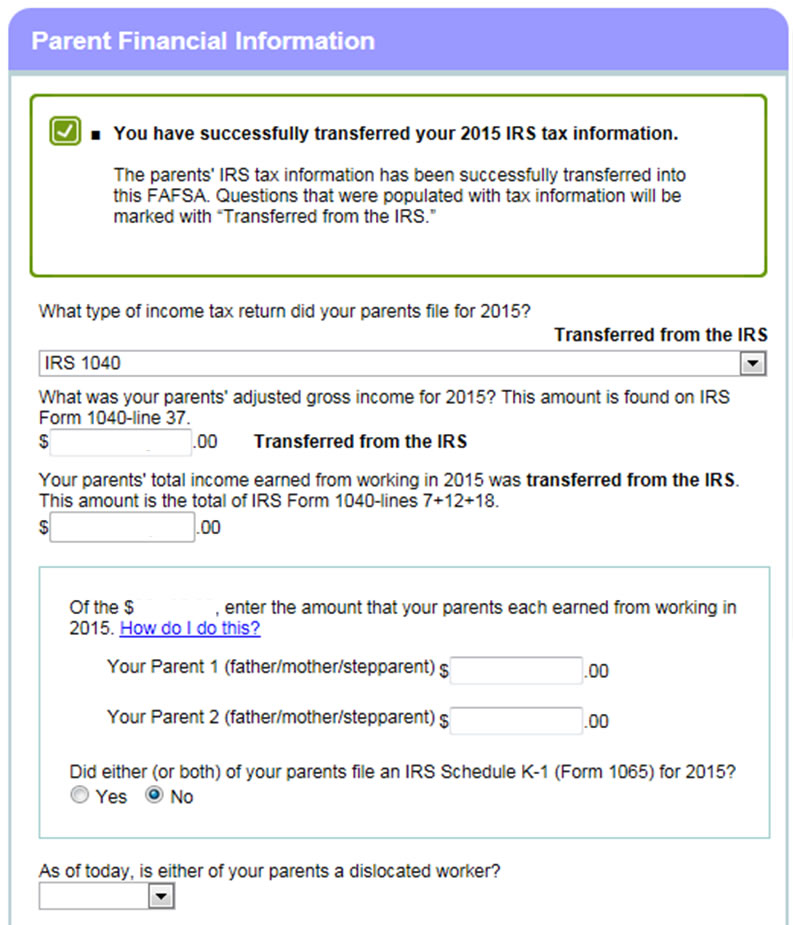 Parent Financial Information
You have successfully transferred your 2015 IRS tax information.
The parents' IRS tax information has been successfully transferred into
this FAFSA. Questions that were populated with tax information will be
marked with “Transferred from the IRS.”
What type of income tax return did your parents file for 2015?
Transferred from the IRS
IRS 1040
What was your parents' adjusted gross income for 2015? This amount is found on IRS
Form 1040-line 37.
$ .00 Transferred from the IRS
Your parents' total income earned from working in 2015 was transferred from the IRS.
This amount is the total of IRS Form 1040-lines 7+12+18.
$ .00
Of the $ , enter the amount that your parents each earned from working in
2015. How do I do this?
Your Parent 1 (father/mother/stepparent) $ .00
Your Parent 2 (father/mother/stepparent) $ .00
Did either (or both) of your parents file an IRS Schedule K-1 (Form 1065) for 2015?
Yes No
As of today, is either of your parents a dislocated worker?